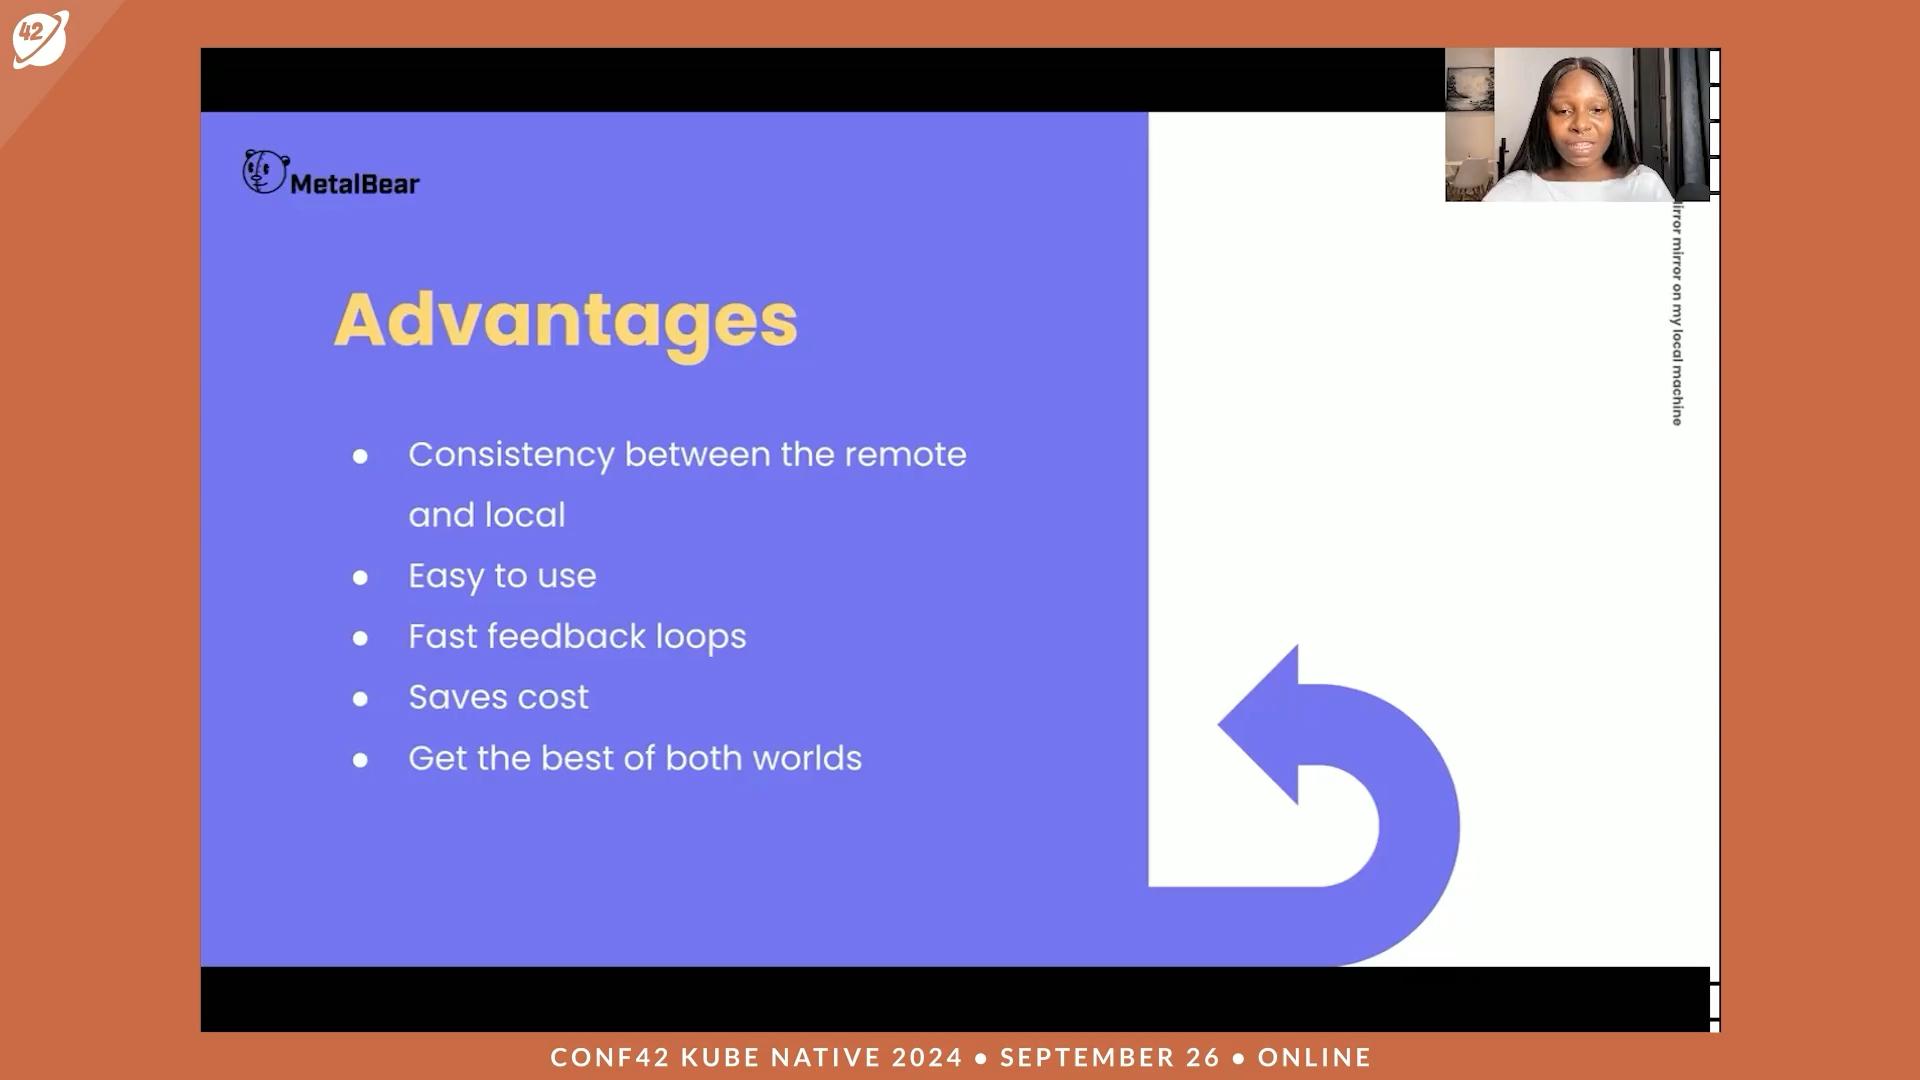 42
MetalBear
Advantages
● Consistency between the remote
and local
● Easy to use
● Fast feedback loops
● Saves cost
● Get the best of both worlds
mirror on my local machine
CONF42 KUBE NATIVE 2024 ● SEPTEMBER 26 ● ONLINE